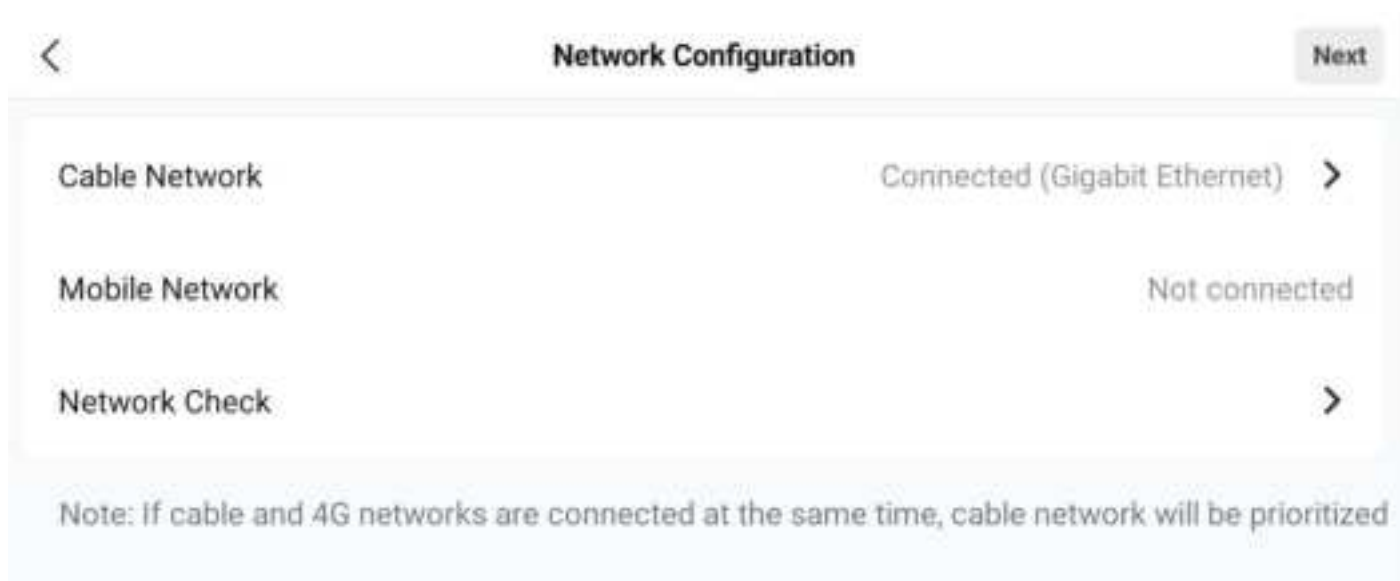 Network Configuration
Next
Cable Network
Connected (Gigabit Ethernet)
Mobile Network
Not connected
Network Check
Note: If cable and 4G networks are connected at the same time, cable network will be prioritized